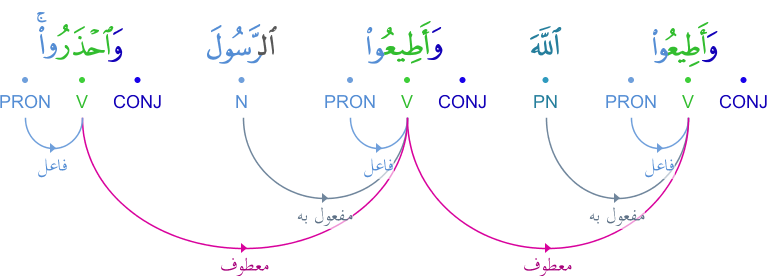 وَأَطِيعُوا۟ ٱللَّهَ وَأَطِيعُوا۟ ٱلرَّسُولَ وَٱحْذَرُوا۟ ۚ
CONJ V PRON PN CONJ V PRON N CONJ V PRON
فاعل فاعل فاعل
مفعول به مفعول به
معطوف معطوف